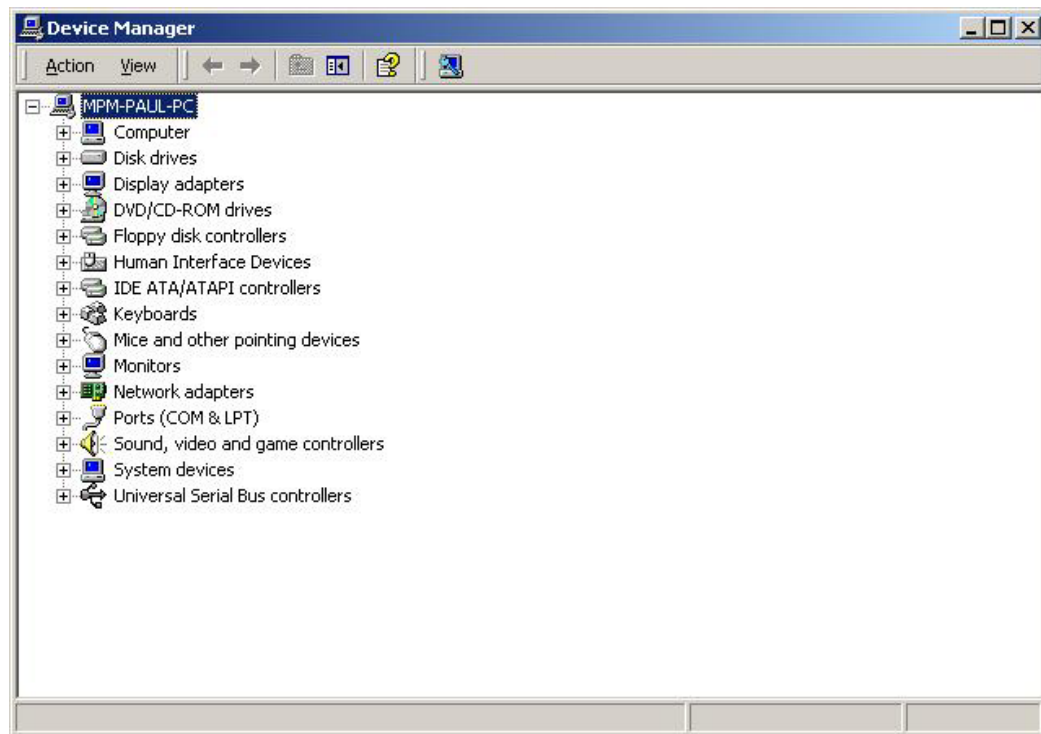 Device Manager
Action View
MPM-PAUL-PC
Computer
Disk drives
Display adapters
DVD/CD-ROM drives
Floppy disk controllers
Human Interface Devices
IDE ATA/ATAPI controllers
Keyboards
Mice and other pointing devices
Monitors
Network adapters
Ports (COM & LPT)
Sound, video and game controllers
System devices
Universal Serial Bus controllers